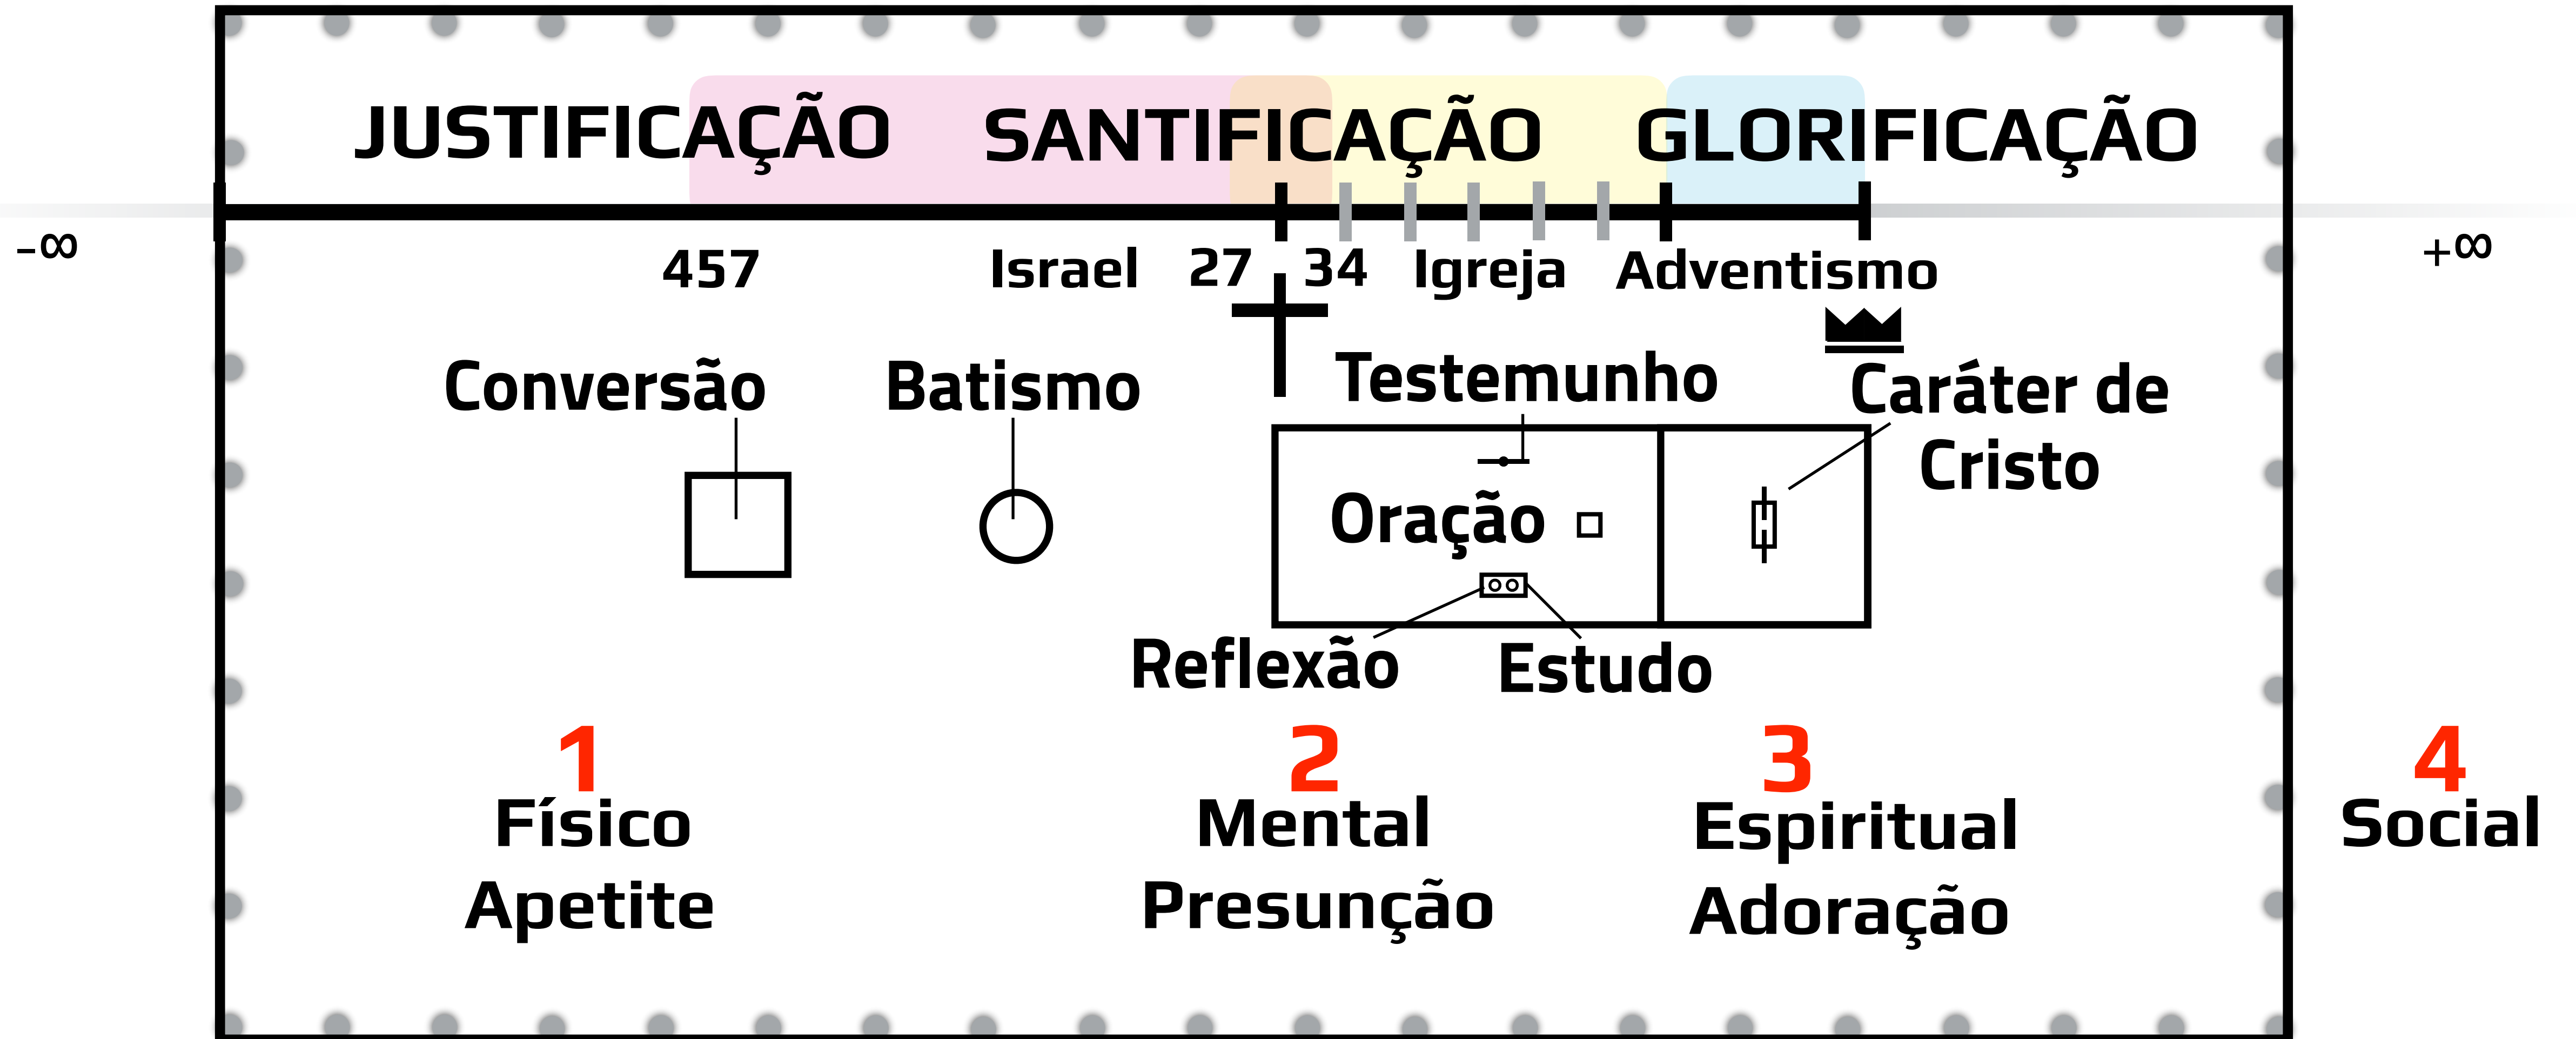 JUSTIFICAÇÃO SANTIFICAÇÃO GLORIFICAÇÃO
-∞ 457 Israel 27 34 Igreja Adventismo +∞
Conversão Batismo Testemunho Caráter de
Cristo
Oração
Reflexão Estudo
1 2 3 4
Físico Mental Espiritual Social
Apetite Presunção Adoração